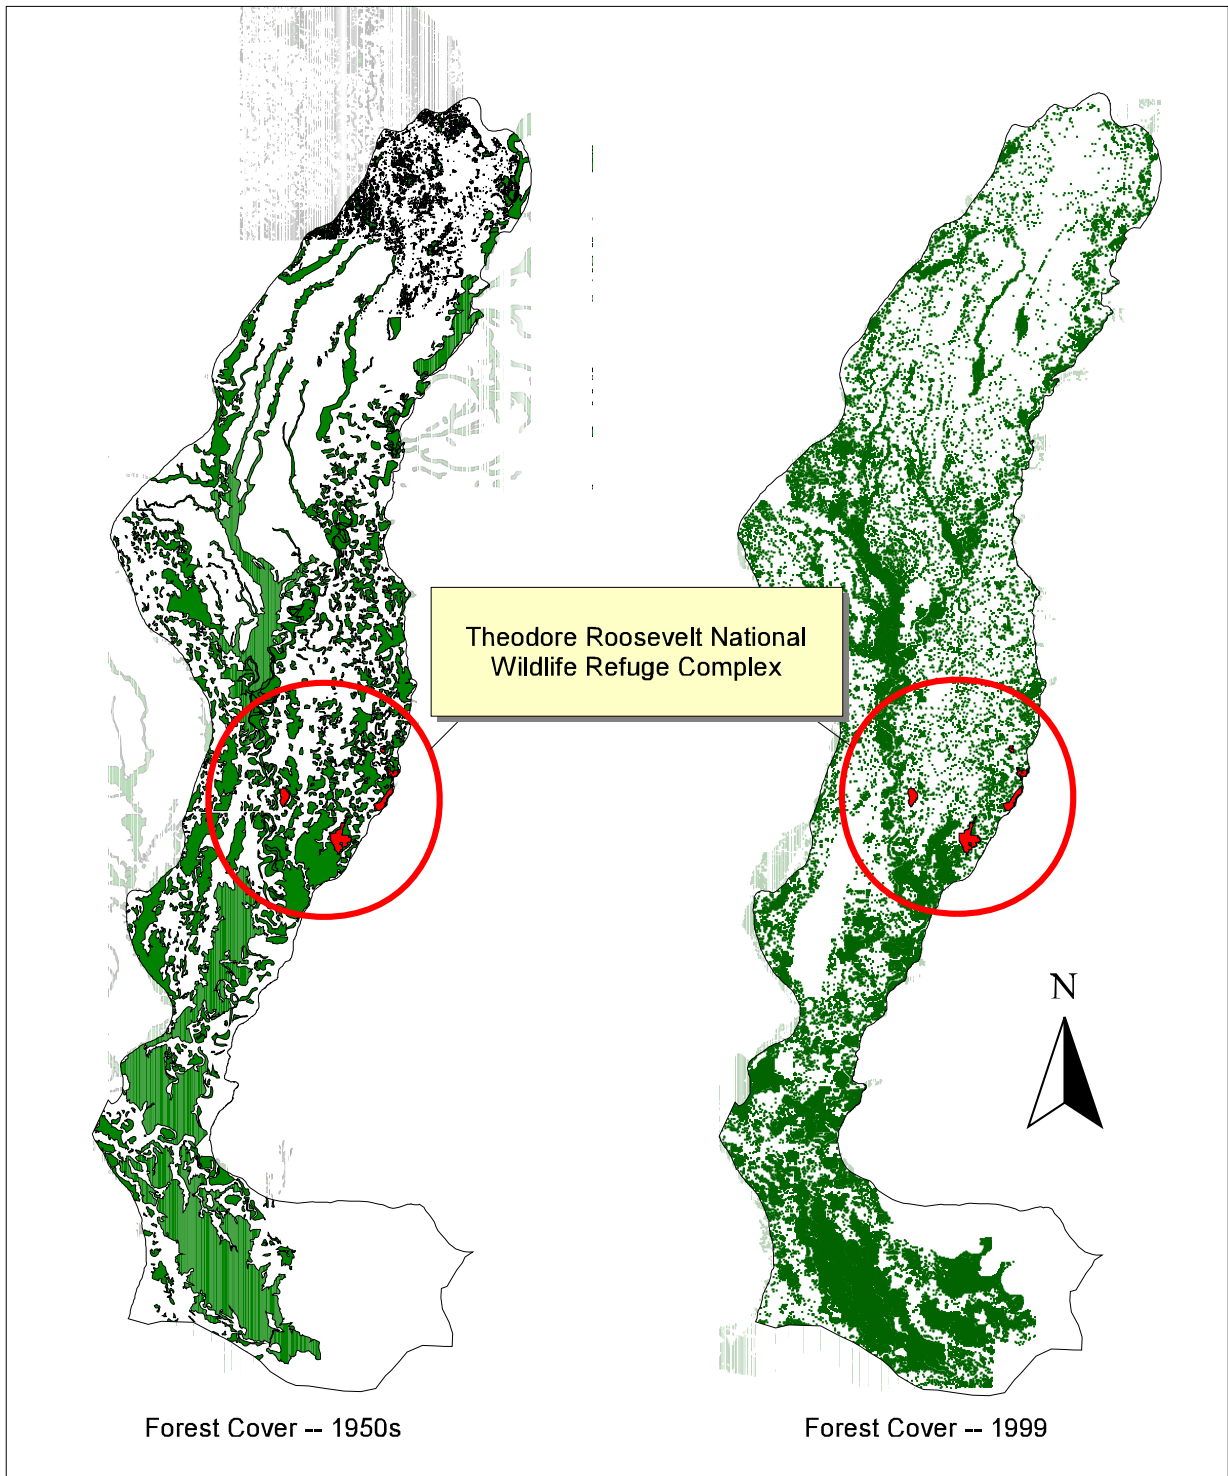 Theodore Roosevelt National
Wildlife Refuge Complex
N
Forest Cover -- 1950s
Forest Cover -- 1999